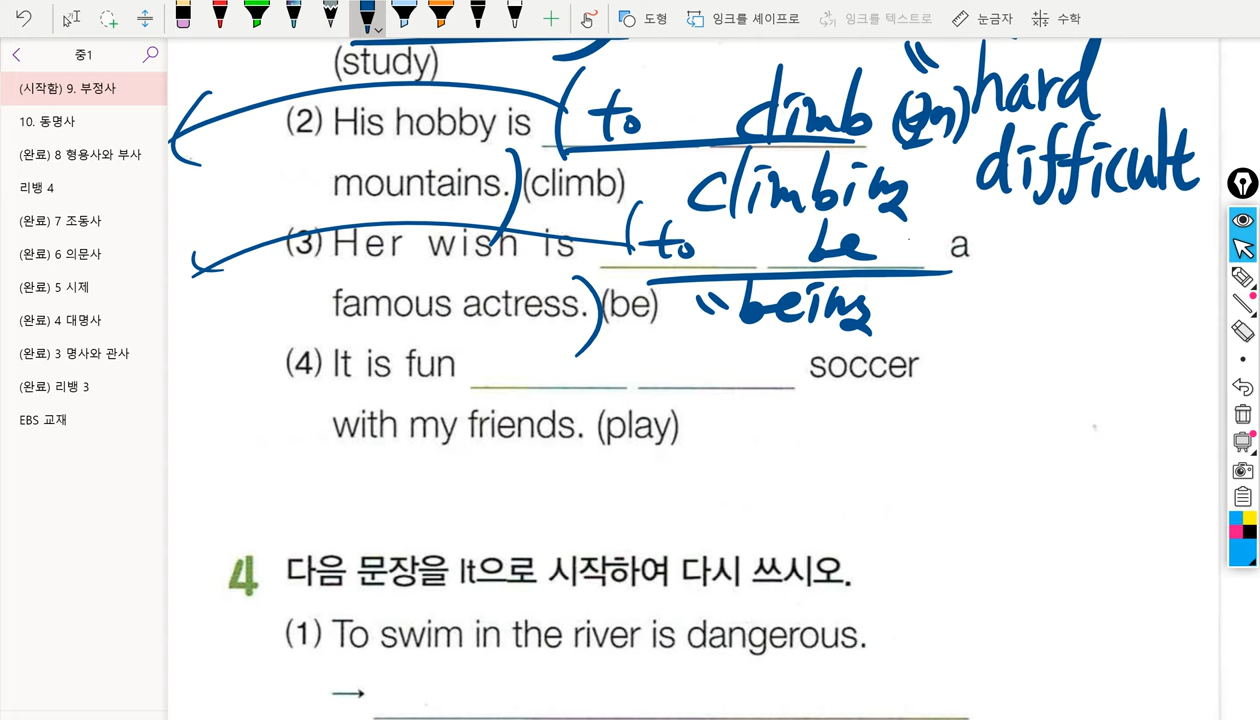 도형 잉크를 셰이프로 잉크를 텍스트로 눈금자 수학
중1
(시작함) 9. 부정사
10. 동명사
(완료) 8 형용사와 부사
리뱅 4
(완료) 7 조동사
(완료) 6 의문사
(완료) 5 시제
(완료) 4 대명사
(완료) 3 명사와 관사
(완료) 리뱅 3
EBS 교재
(study)
hard
(2) His hobby is to climb
difficult
mountains. (climb) climbing
(3) Her wish is to be a
famous actress. (be) being
(4) It is fun soccer
with my friends. (play)
4 다음 문장을 It으로 시작하여 다시 쓰시오.
(1) To swim in the river is dangerous.
→